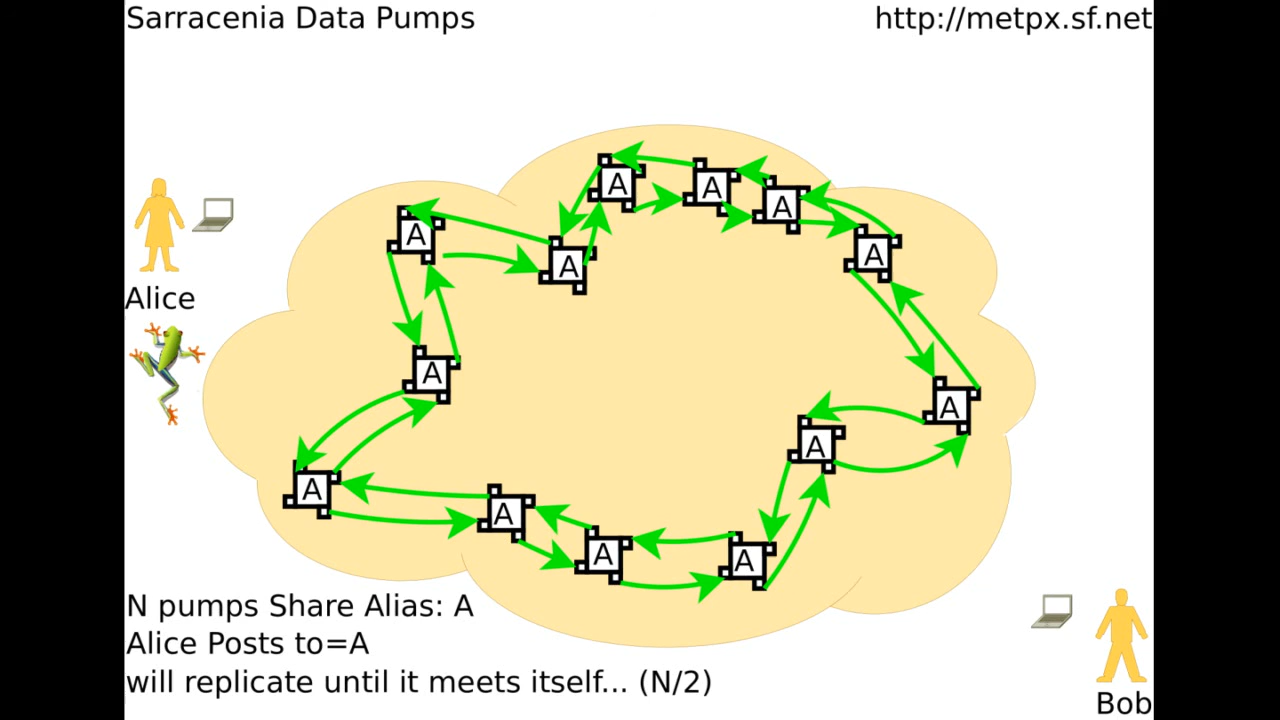 Sarracenia Data Pumps
http://metpx.sf.net
A
A
A
A
A
A
A
A
A
A
A
A
A
A
Alice
N pumps Share Alias: A
Alice Posts to=A
will replicate until it meets itself... (N/2)
Bob